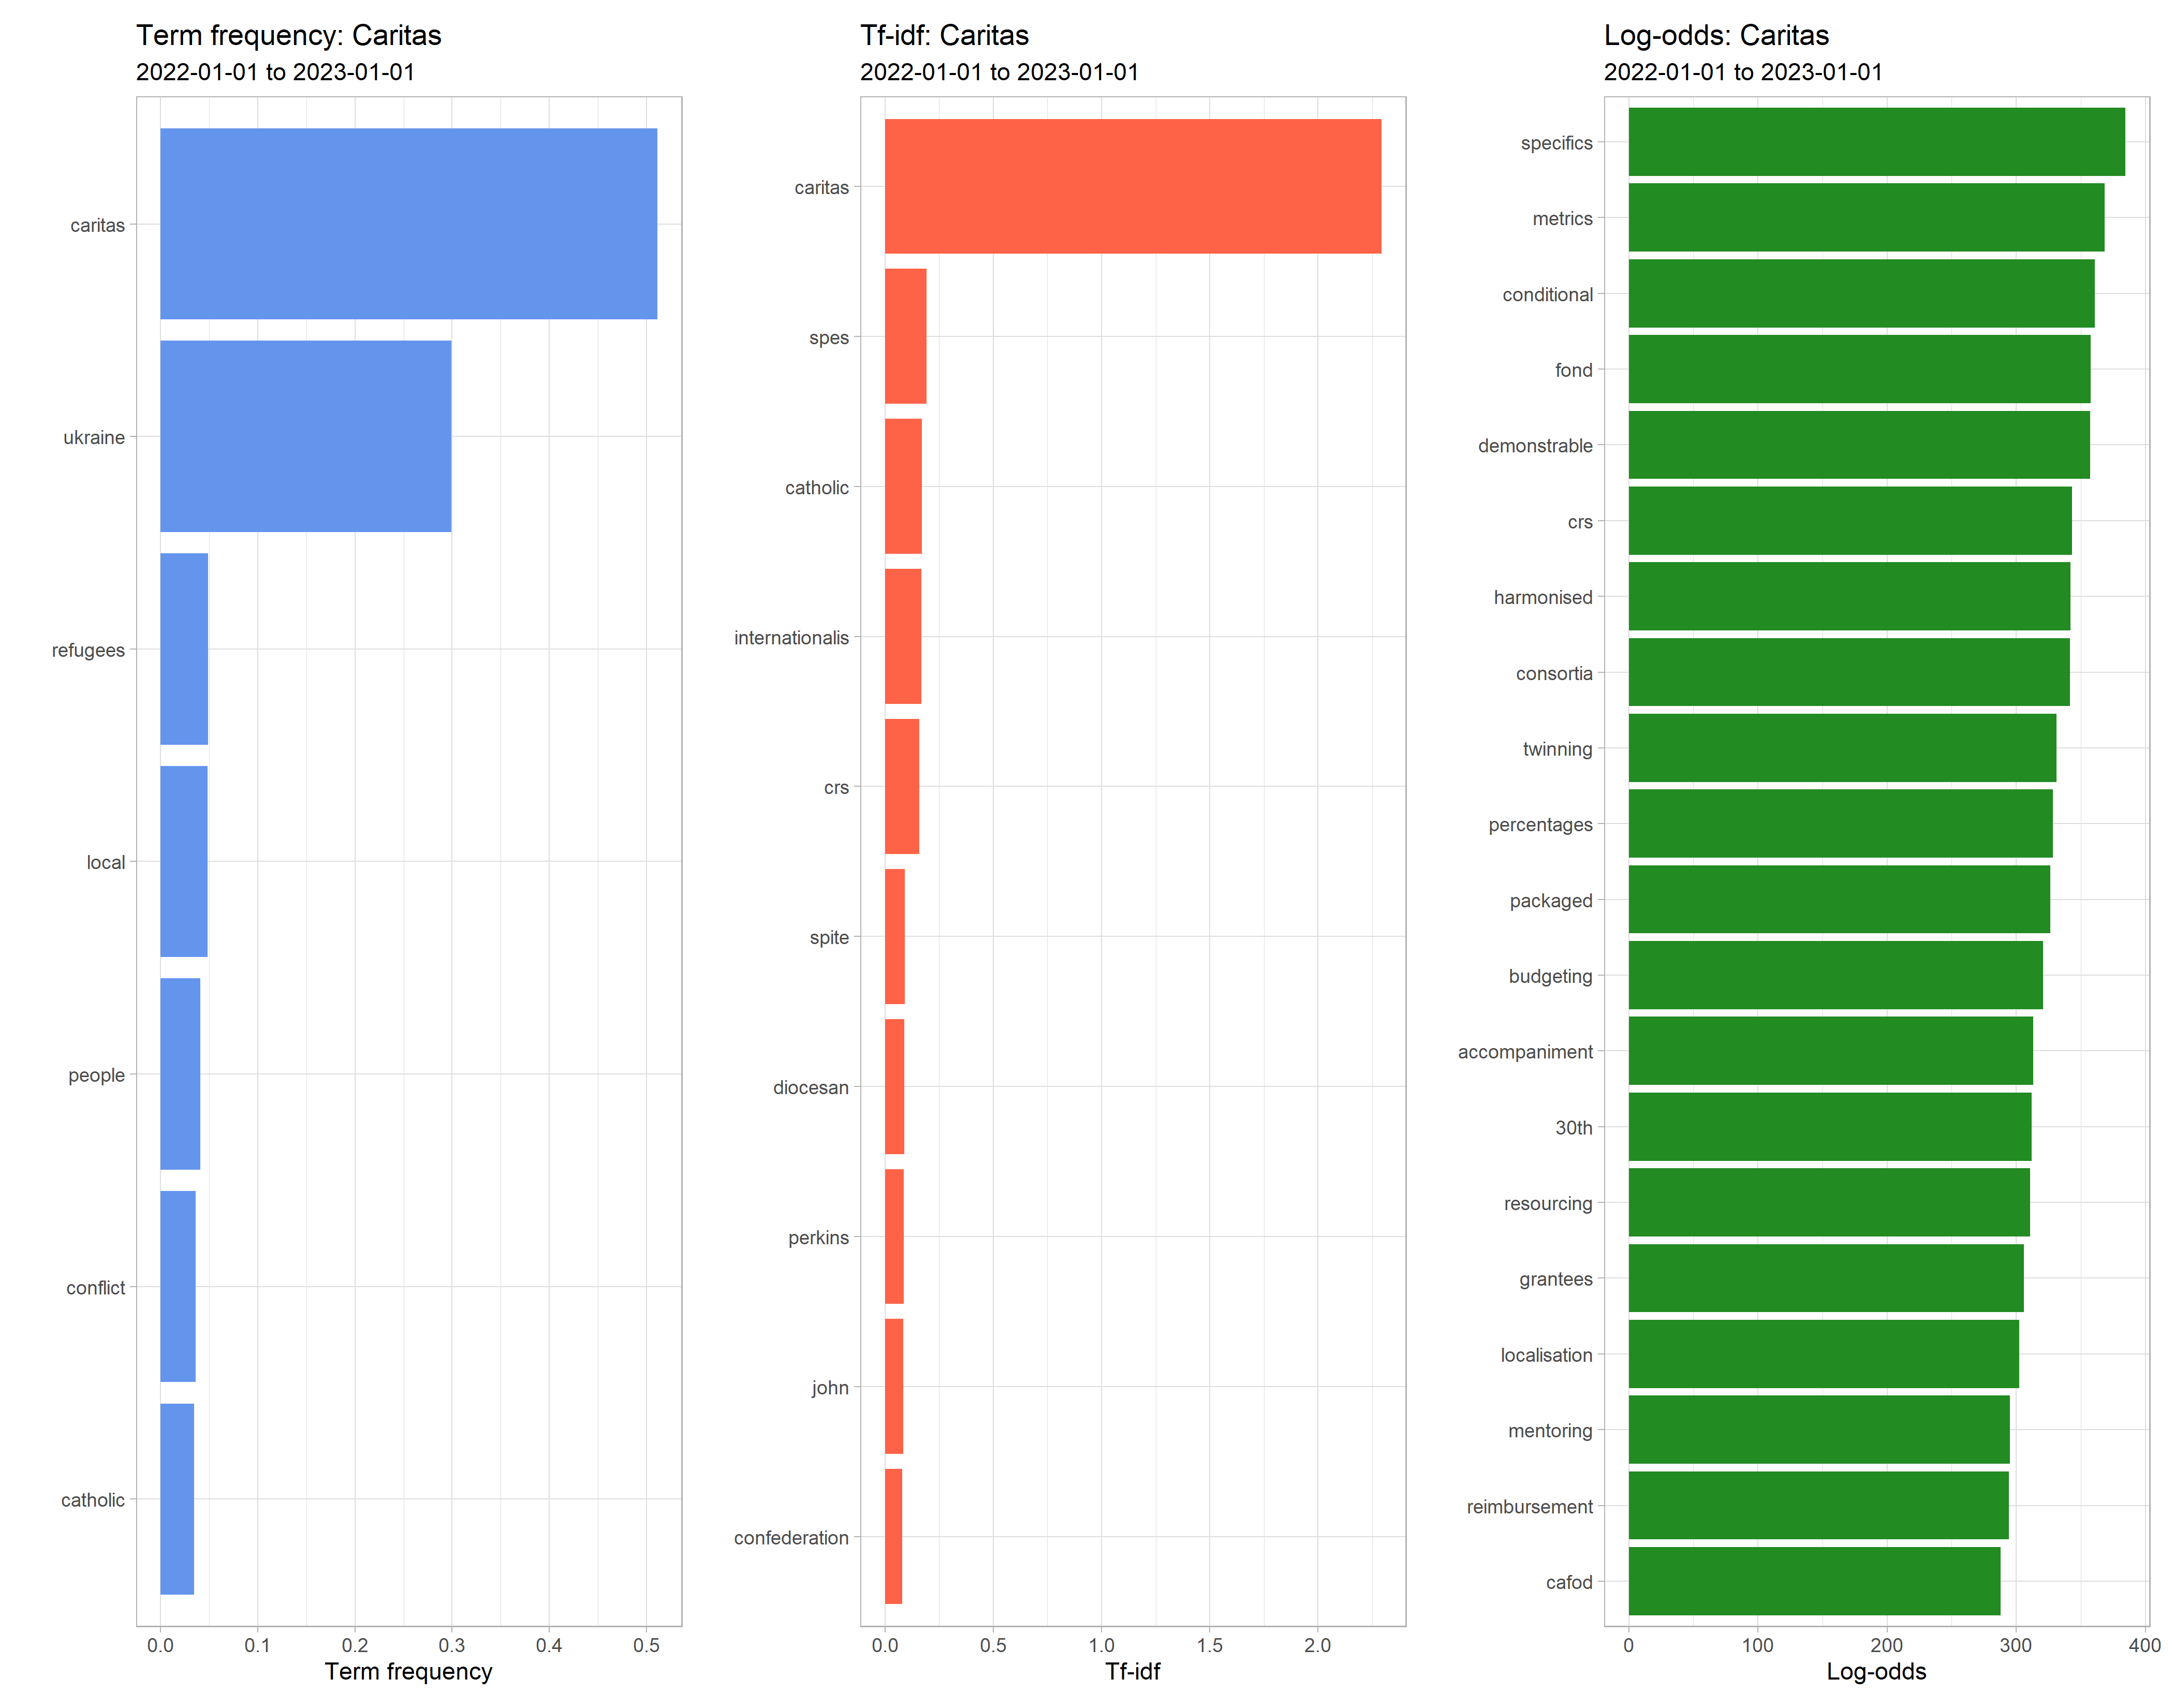 Term frequency: Caritas
2022-01-01 to 2023-01-01
caritas
ukraine
refugees
local
people
conflict
catholic
0.0 0.1 0.2 0.3 0.4 0.5
Term frequency
Tf-idf: Caritas
2022-01-01 to 2023-01-01
caritas
spes
catholic
internationalis
crs
spite
diocesan
perkins
john
confederation
0.0 0.5 1.0 1.5 2.0
Tf-idf
Log-odds: Caritas
2022-01-01 to 2023-01-01
specifics
metrics
conditional
fond
demonstrable
crs
harmonised
consortia
twinning
percentages
packaged
budgeting
accompaniment
30th
resourcing
grantees
localisation
mentoring
reimbursement
cafod
0 100 200 300 400
Log-odds